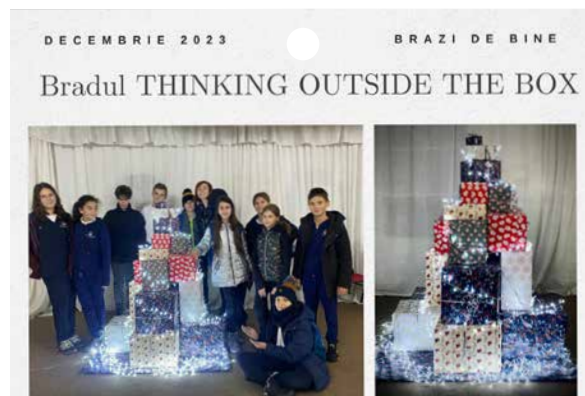 DECEMBRIE 2023
BRAZI DE BINE
Bradul THINKING OUTSIDE THE BOX